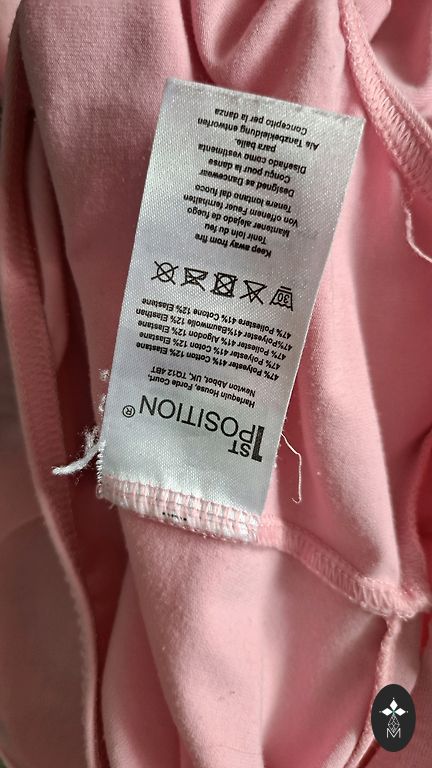 1ST
POSITION®
Harlequin House, Forde Court,
Newton Abbot, UK, TQ12 4BT
47% Polyester 41% Cotton 12% Elastane
47% Polyester 41% Coton 12% Elastane
47% Polyester 41% Algodon 12% Elastane
47%Polyester 41%Baumwolle 12% Elasthan
47% Poliestere 41% Cotone 12% Elastane
30
Keep away from fire
Tenir loin du feu
Mantener alejado de fuego
Von offenem Feuer fernhalten
Tenere lontano dal fuoco
Designed as Dancewear
Conçu pour la danse
Diseñado como vestimenta
para baile.
Als Tanzbekleidung entworfen
Concepito per la danza